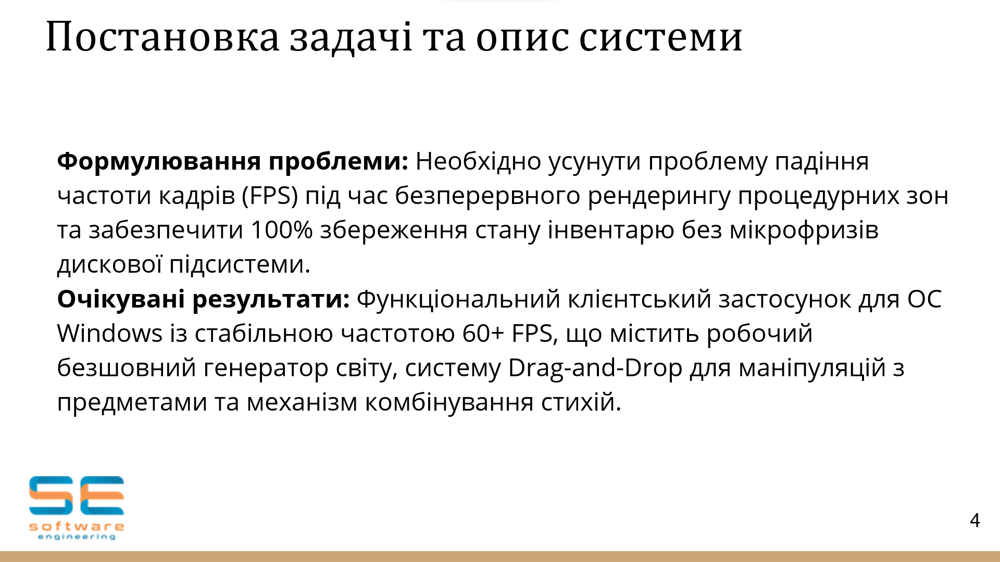 Постановка задачі та опис системи
Формулювання проблеми: Необхідно усунути проблему падіння
частоти кадрів (FPS) під час безперервного рендерингу процедурних зон
та забезпечити 100% збереження стану інвентарю без мікрофризів
дискової підсистеми.
Очікувані результати: Функціональний клієнтський застосунок для ОС
Windows із стабільною частотою 60+ FPS, що містить робочий
безшовний генератор світу, систему Drag-and-Drop для маніпуляцій з
предметами та механізм комбінування стихій.
SE
software
engineering
4